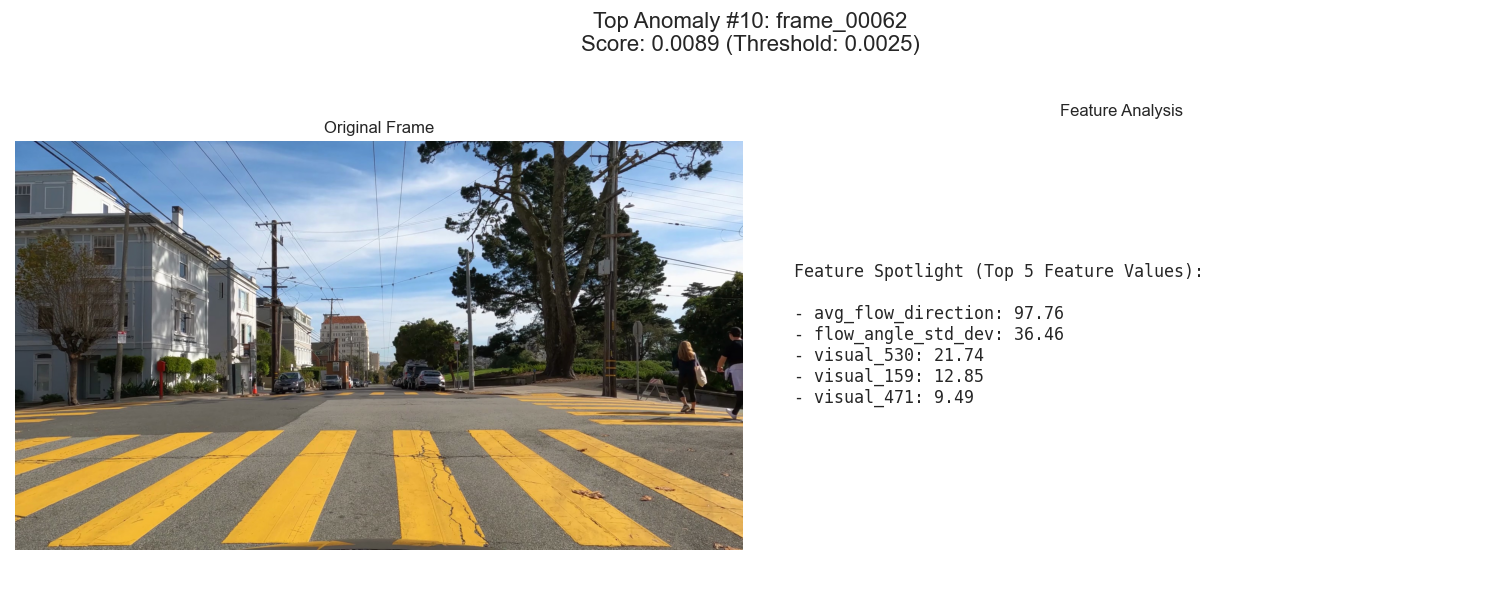 Top Anomaly #10: frame_00062
Score: 0.0089 (Threshold: 0.0025)
Original Frame
Feature Analysis
Feature Spotlight (Top 5 Feature Values):
- avg_flow_direction: 97.76
- flow_angle_std_dev: 36.46
- visual_530: 21.74
- visual_159: 12.85
- visual_471: 9.49